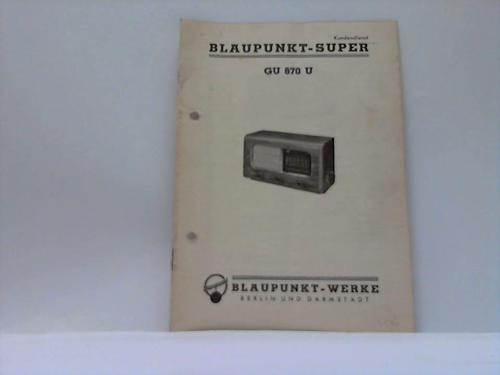 Kundendienst
BLAUPUNKT-SUPER
GU 670 U
BLAUPUNKT-WERKE
BERLIN UND DARMSTADT